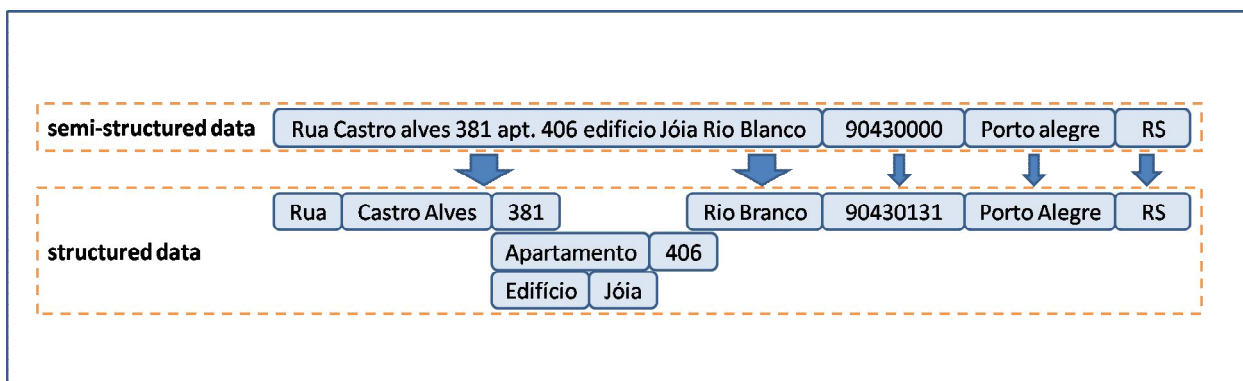 semi-structured data Rua Castro alves 381 apt. 406 edificio Jóia Rio Blanco 90430000 Porto alegre RS
Rua Castro Alves 381 Rio Branco 90430131 Porto Alegre RS
structured data Apartamento 406
Edifício Jóia